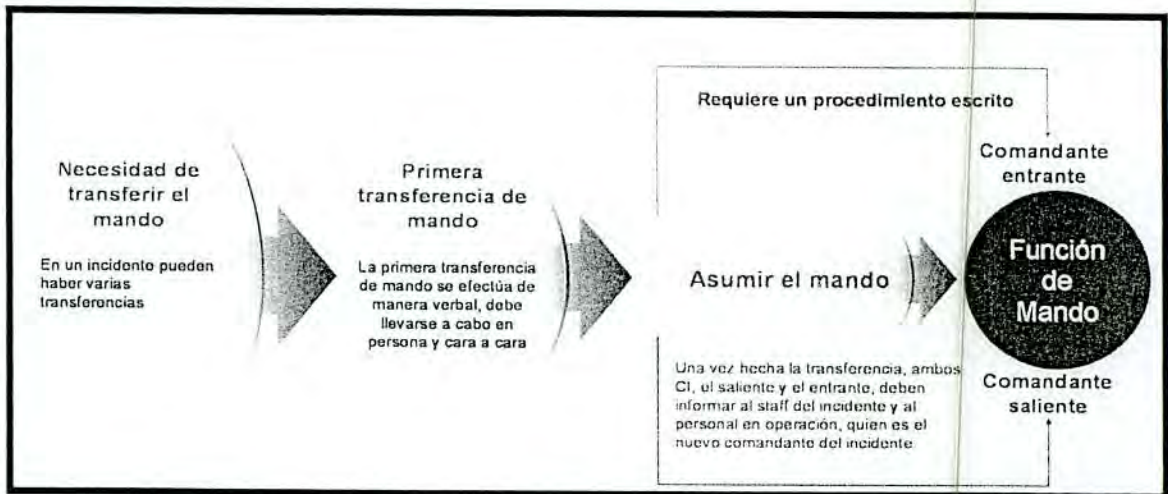 Necesidad de
transferir el
mando
En un incidente pueden
haber varias
transferencias
Primera
transferencia de
mando
La primera transferencia
de mando se efectúa de
manera verbal, debe
llevarse a cabo en
persona y cara a cara
Requiere un procedimiento escrito
Asumir el mando
Una vez hecha la transferencia, ambos
CI, el saliente y el entrante, deben
informar al staff del incidente y al
personal en operación, quien es el
nuevo comandante del incidente
Comandante
entrante
Función
de
Mando
Comandante
saliente